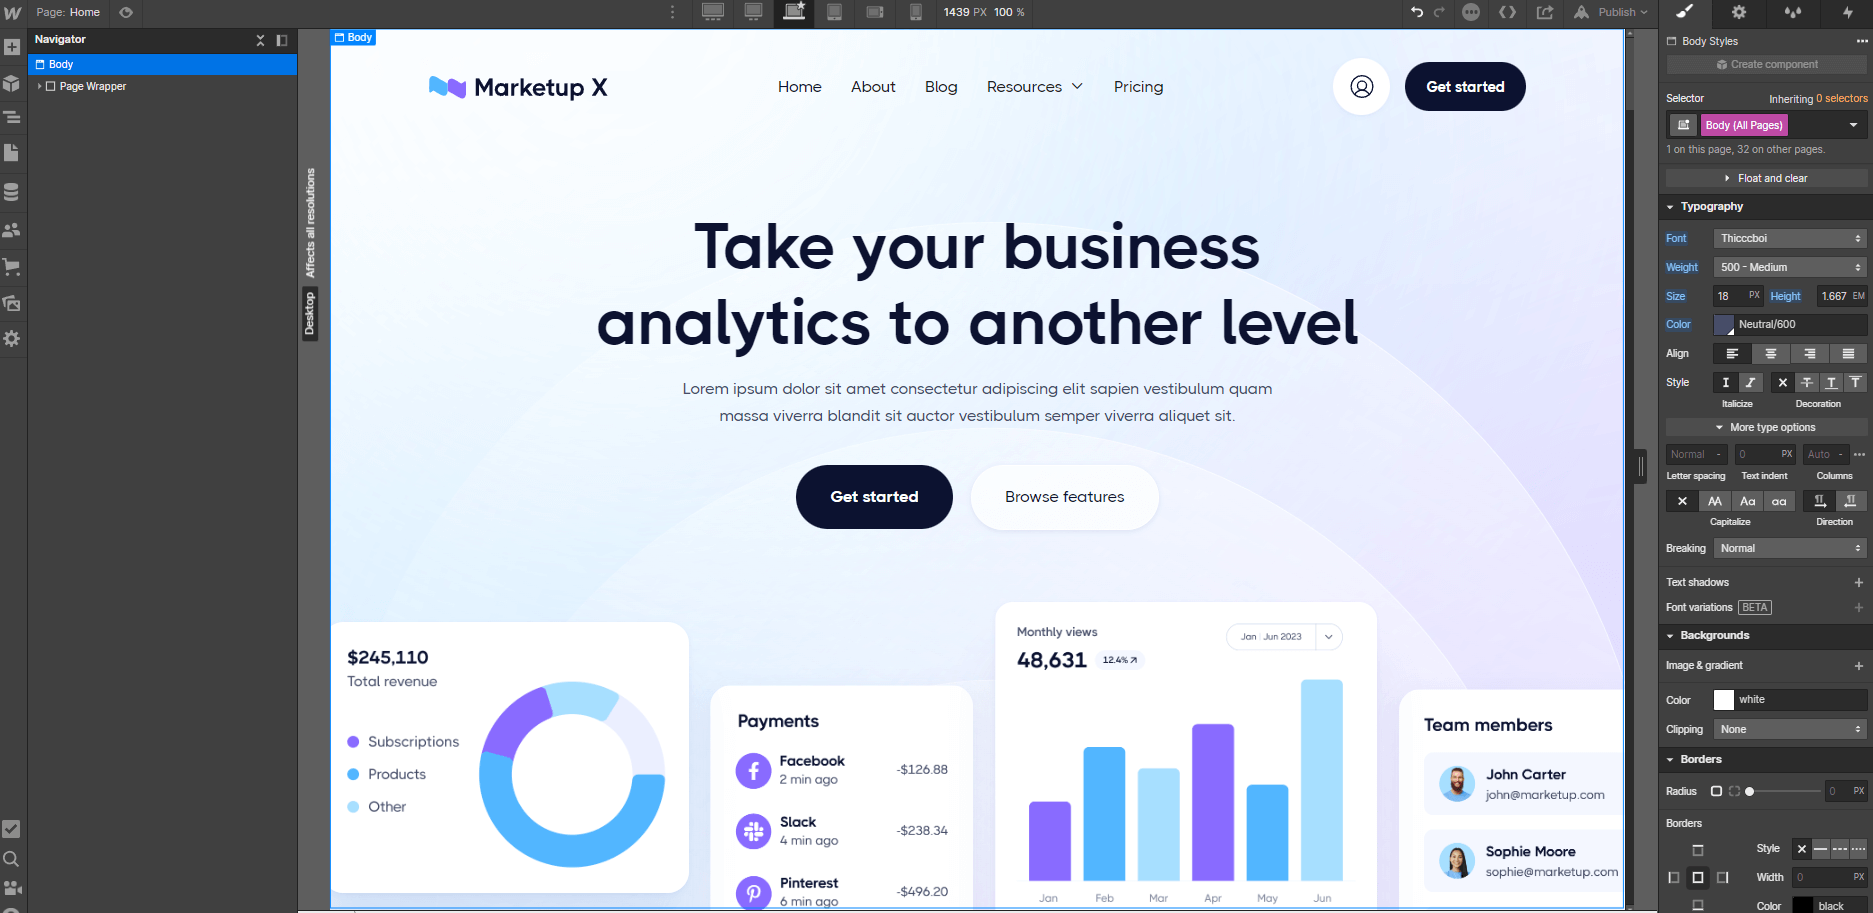 Page: Home
1439 PX 100 %
Publish
Navigator
Body
Page Wrapper
Affects all resolutions
Desktop
Body
Marketup X
Home
About
Blog
Resources
Pricing
Get started
Take your business
analytics to another level
Lorem ipsum dolor sit amet consectetur adipiscing elit sapien vestibulum quam
massa viverra blandit sit auctor vestibulum semper viverra aliquet sit.
Get started
Browse features
$245,110
Total revenue
Subscriptions
Products
Other
Payments
Facebook
2 min ago
-$126.88
Slack
4 min ago
-$238.34
Pinterest
6 min ago
-$496.20
Monthly views
48,631
12.4%
Jan Jun 2023
Jan Feb Mar Apr May Jun
Team members
John Carter
john@marketup.com
Sophie Moore
sophie@marketup.com
Body Styles
Create component
Selector
Inheriting 0 selectors
Body (All Pages)
1 on this page, 32 on other pages.
Float and clear
Typography
Font Thicccboi
Weight 500 - Medium
Size 18 PX Height 1.667 EM
Color Neutral/600
Align
Style
Italicize Decoration
More type options
Normal - 0 PX Auto -
Letter spacing Text indent Columns
AA Aa aa
Capitalize Direction
Breaking Normal
Text shadows
Font variations BETA
Backgrounds
Image & gradient
Color white
Clipping None
Borders
Radius 0 PX
Borders
Style
Width 0 PX
Color black